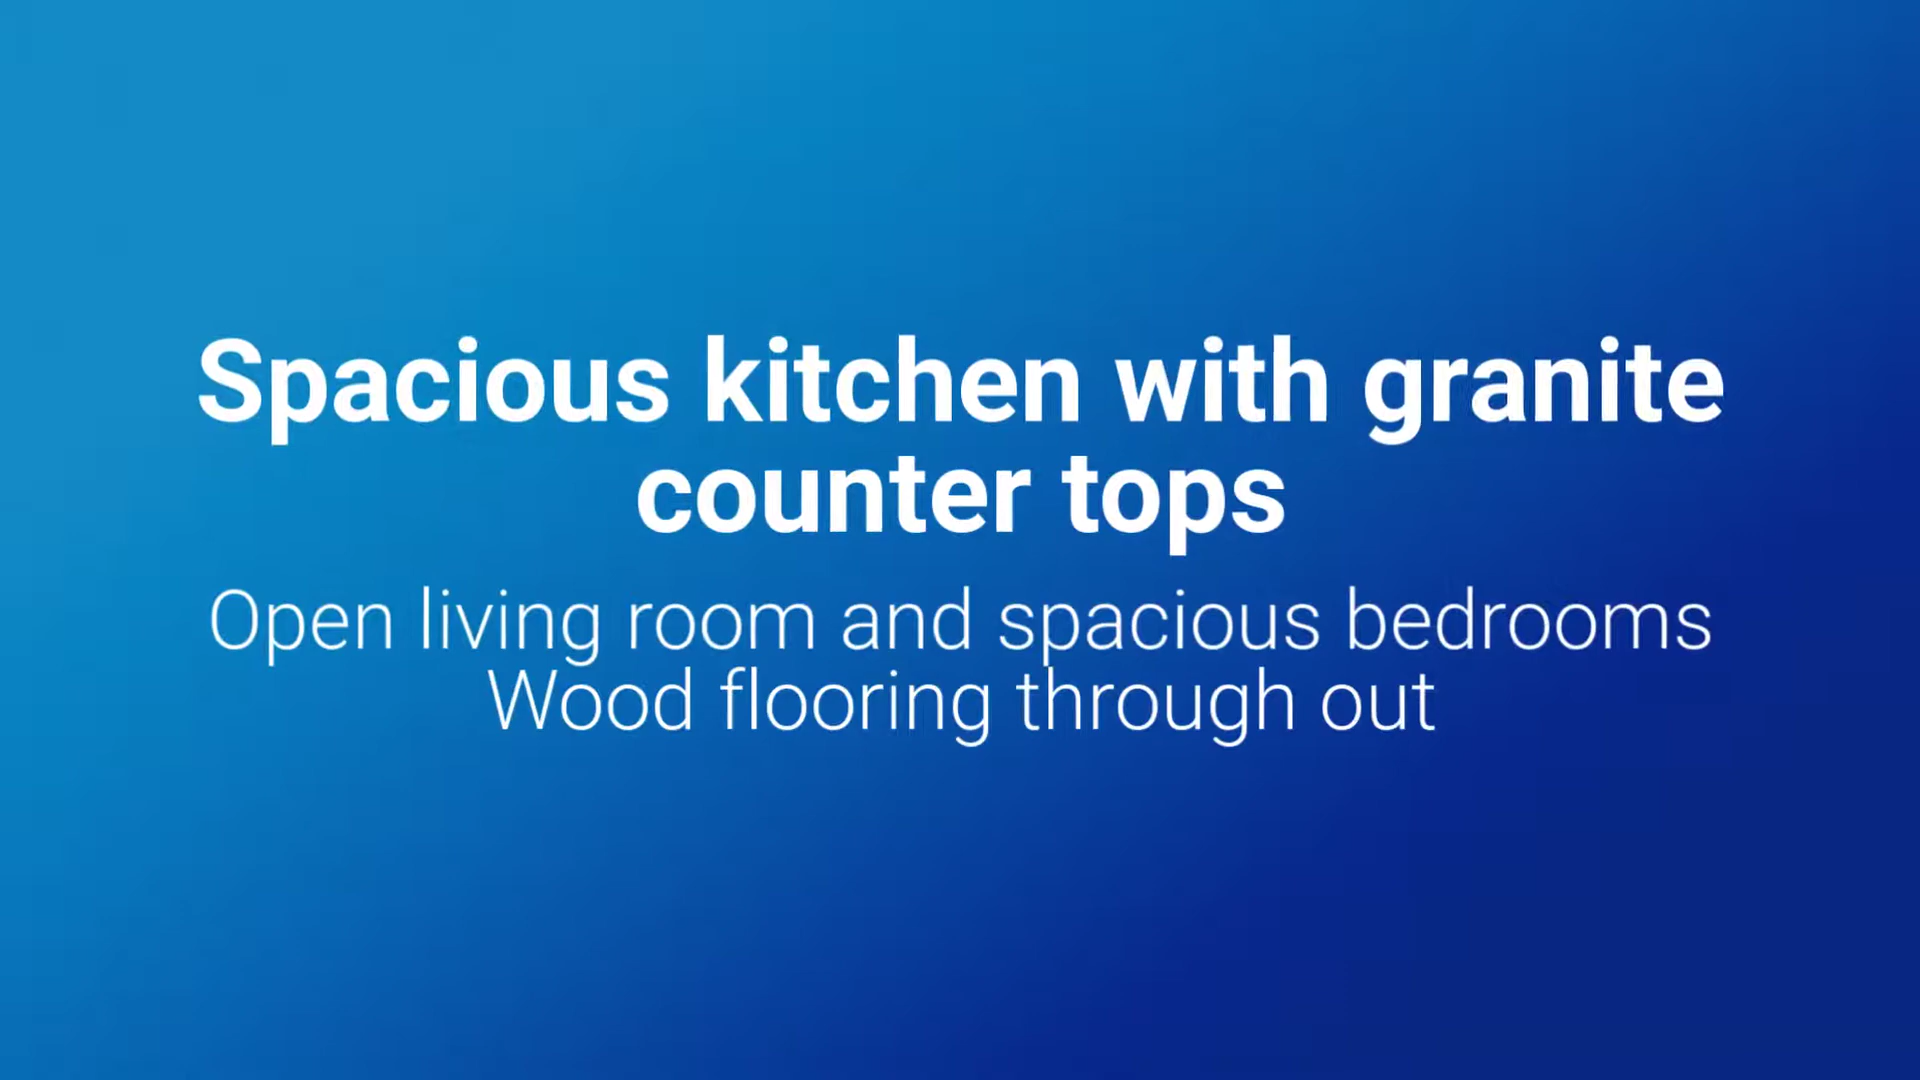 Spacious kitchen with granite
counter tops
Open living room and spacious bedrooms
Wood flooring through out